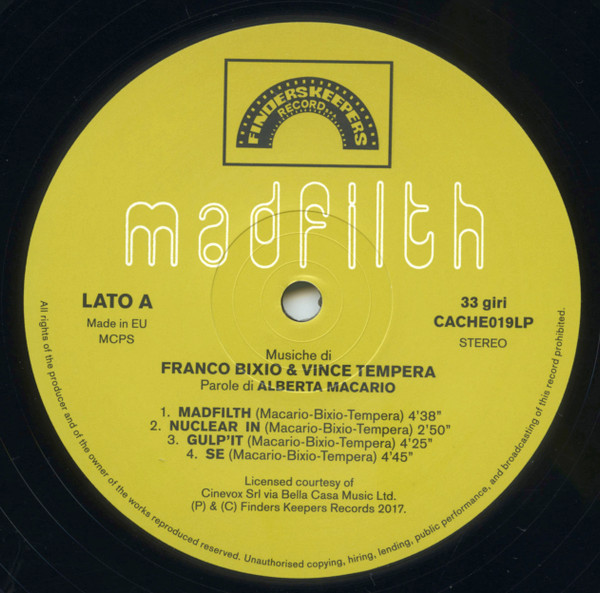 FINDERSKEEPERS
RECORD...
madfilth
LATO A
Made in EU
MCPS
33 giri
CACHE019LP
STEREO
Musiche di
FRANCO BIXIO & VINCE TEMPERA
Parole di ALBERTA MACARIO
1. MADFILTH (Macario-Bixio-Tempera) 4'38"
2. NUCLEAR IN (Macario-Bixio-Tempera) 2'50"
3. GULP'IT (Macario-Bixio-Tempera) 4'25"
4. SE (Macario-Bixio-Tempera) 4'45"
Licensed courtesy of
Cinevox Srl via Bella Casa Music Ltd.
(P) & (C) Finders Keepers Records 2017.
All rights of the producer and of the owner of the works reproduced reserved. Unauthorised copying, hiring, lending, public performance, and broadcasting of this record prohibited.